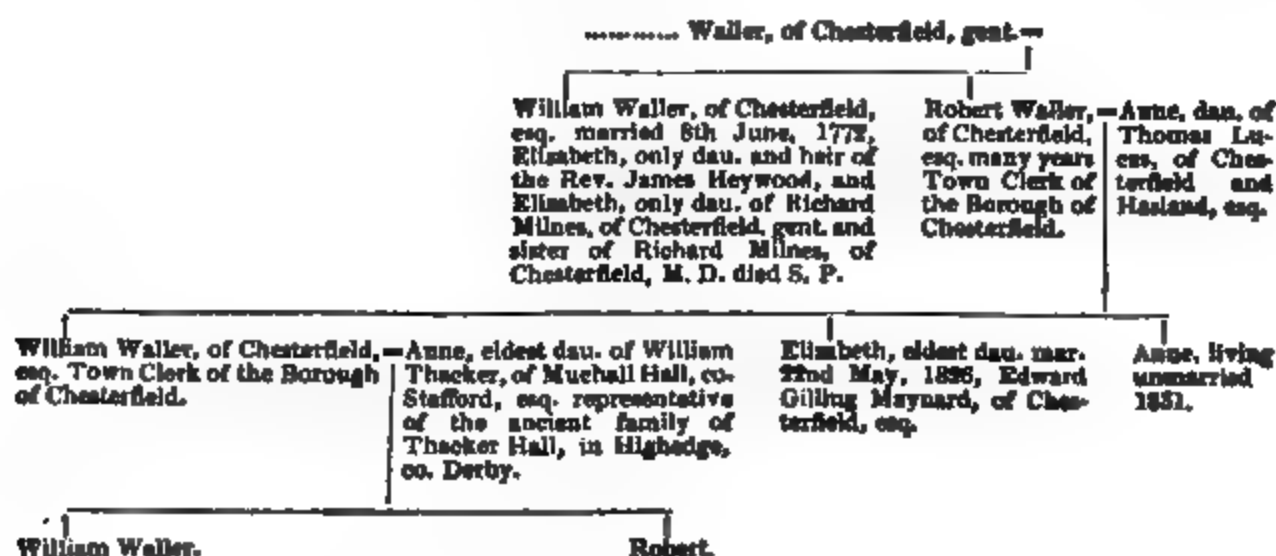 ............ Waller, of Chesterfield, gent.=
William Waller, of Chesterfield,
esq. married 8th June, 1778,
Elizabeth, only dau. and heir of
the Rev. James Heywood, and
Elizabeth, only dau. of Richard
Milnes, of Chesterfield, gent. and
sister of Richard Milnes, of
Chesterfield, M. D. died S. P.
Robert Waller,=
of Chesterfield,
esq. many years
Town Clerk of
the Borough of
Chesterfield.
Anne, dau. of
Thomas Lu-
cas, of Ches-
terfield and
Hasland, esq.
William Waller, of Chesterfield,=
esq. Town Clerk of the Borough
of Chesterfield.
Anne, eldest dau. of William
Thacker, of Muchall Hall, co.
Stafford, esq. representative
of the ancient family of
Thacker Hall, in Highedge,
co. Derby.
Elizabeth, eldest dau. mar.
22nd May, 1826, Edward
Gilling Maynard, of Ches-
terfield, esq.
Anne, living
unmarried
1831.
William Waller.
Robert.